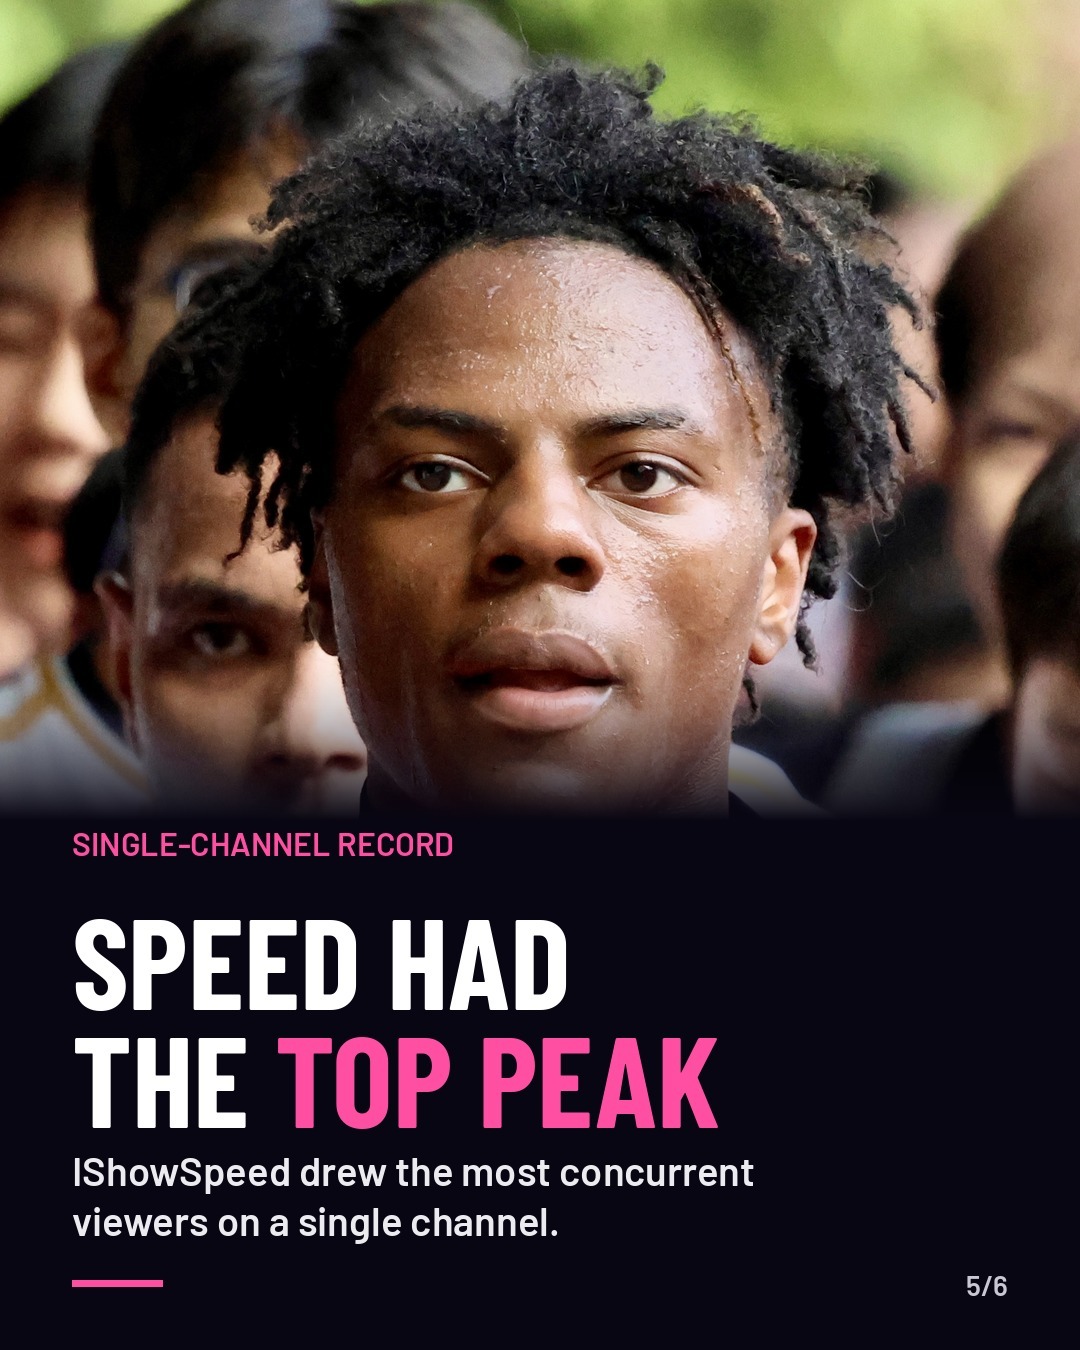 SINGLE-CHANNEL RECORD
SPEED HAD
THE TOP PEAK
IShowSpeed drew the most concurrent
viewers on a single channel.
5/6